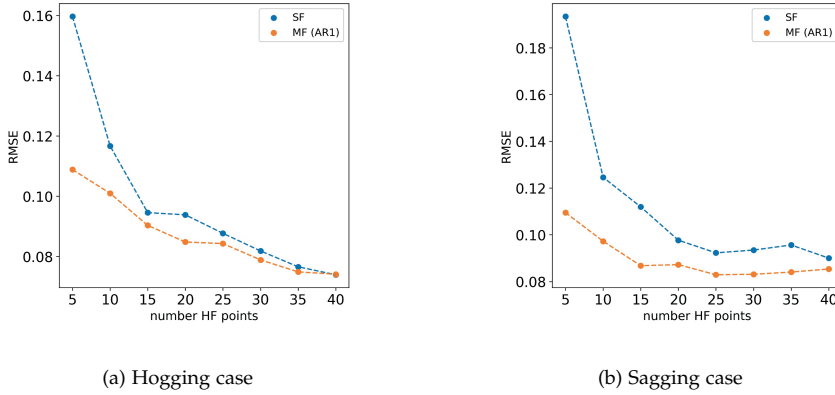 SF
MF (AR1)
0.16
0.14
0.12
0.10
0.08
RMSE
5 10 15 20 25 30 35 40
number HF points
(a) Hogging case
SF
MF (AR1)
0.18
0.16
0.14
0.12
0.10
0.08
RMSE
5 10 15 20 25 30 35 40
number HF points
(b) Sagging case